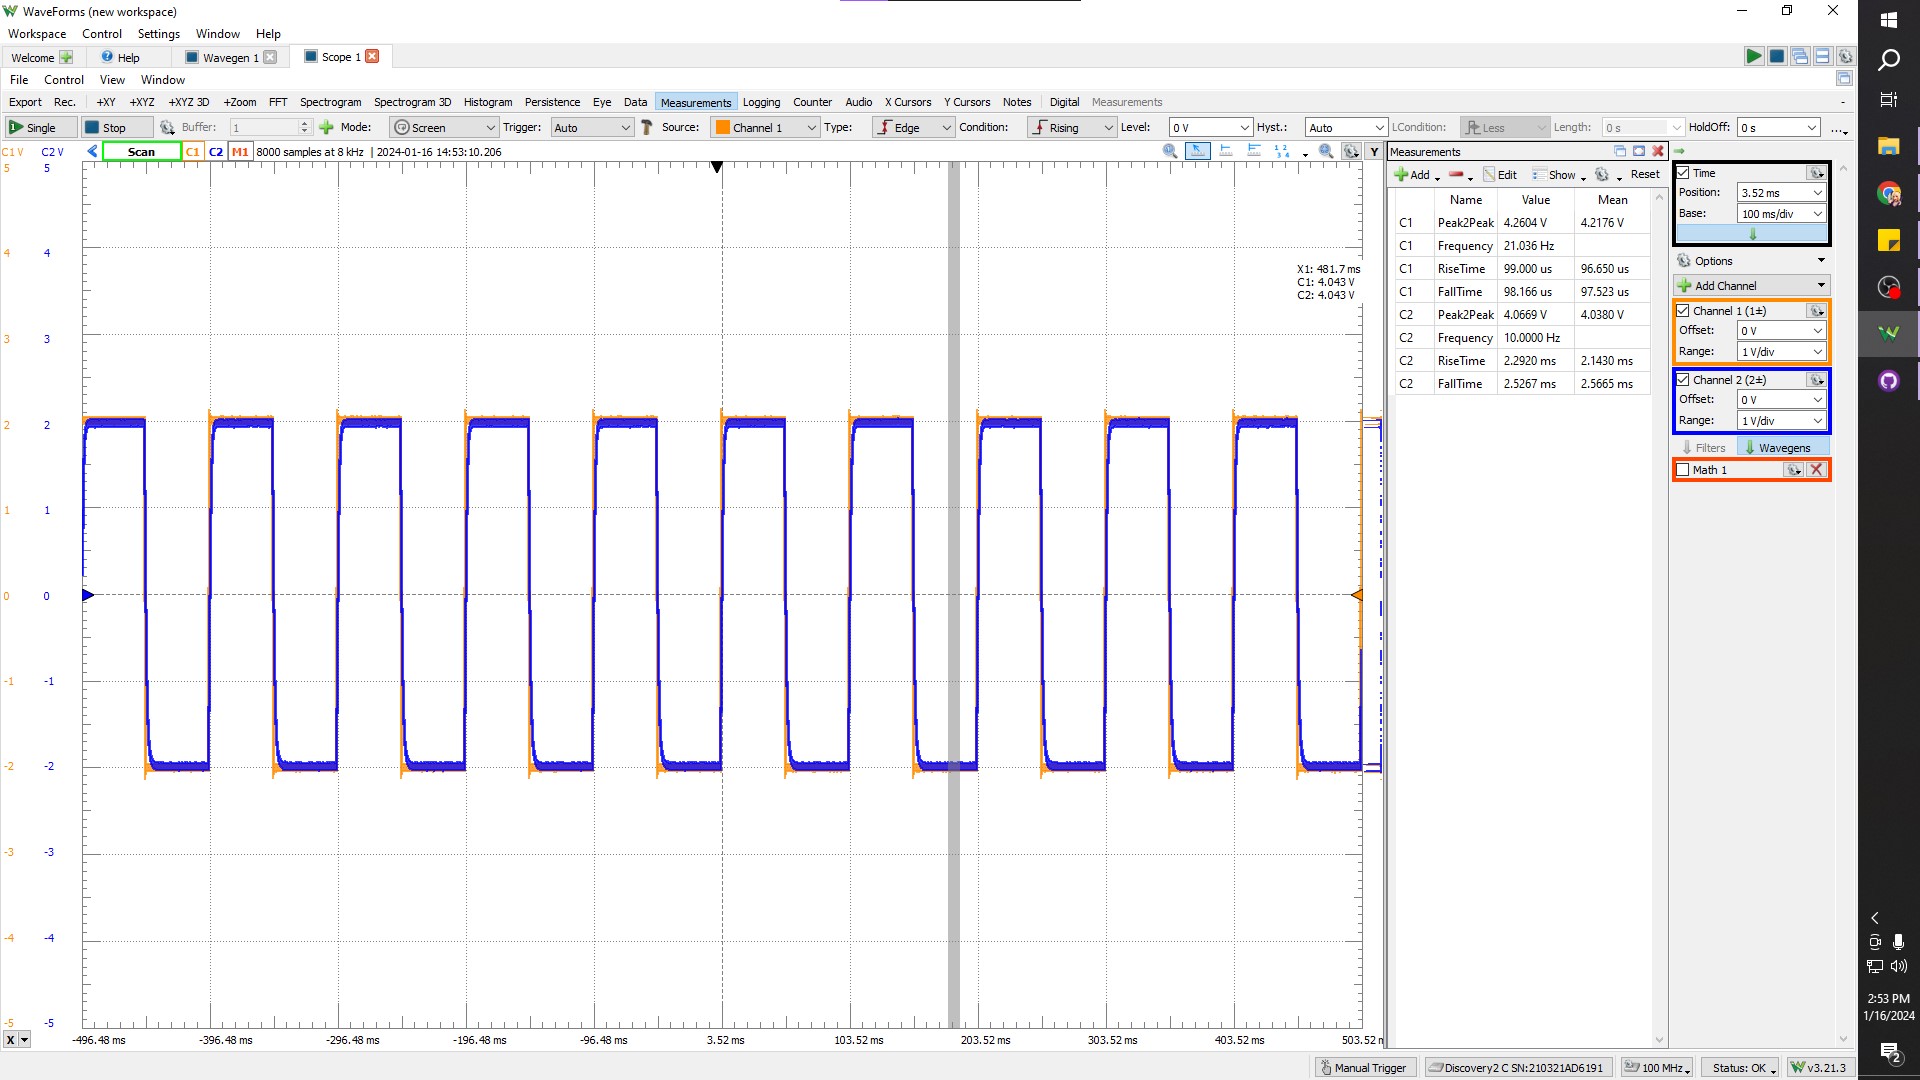 WaveForms (new workspace)
Workspace Control Settings Window Help
Welcome Help Wavegen 1 Scope 1
File Control View Window
Export Rec. +XY +XYZ +XYZ 3D +Zoom FFT Spectrogram Spectrogram 3D Histogram Persistence Eye Data Measurements Logging Counter Audio X Cursors Y Cursors Notes Digital Measurements
Single Stop Buffer: 1 Mode: Screen Trigger: Auto Source: Channel 1 Type: Edge Condition: Rising Level: 0 V Hyst.: Auto LCondition: Less Length: 0 s HoldOff: 0 s ...
C1 V C2 V Scan C1 C2 M1 8000 samples at 8 kHz | 2024-01-16 14:53:10.206 Y
5 5
4 4
3 3
2 2
1 1
0 0
-1 -1
-2 -2
-3 -3
-4 -4
-5 -5
X1: 481.7 ms
C1: 4.043 V
C2: 4.043 V
X -496.48 ms -396.48 ms -296.48 ms -196.48 ms -96.48 ms 3.52 ms 103.52 ms 203.52 ms 303.52 ms 403.52 ms 503.52 m
Measurements
Add Edit Show Reset
Name Value Mean
C1 Peak2Peak 4.2604 V 4.2176 V
C1 Frequency 21.036 Hz
C1 RiseTime 99.000 us 96.650 us
C1 FallTime 98.166 us 97.523 us
C2 Peak2Peak 4.0669 V 4.0380 V
C2 Frequency 10.0000 Hz
C2 RiseTime 2.2920 ms 2.1430 ms
C2 FallTime 2.5267 ms 2.5665 ms
Time
Position: 3.52 ms
Base: 100 ms/div
Options
Add Channel
Channel 1 (1±)
Offset: 0 V
Range: 1 V/div
Channel 2 (2±)
Offset: 0 V
Range: 1 V/div
Filters Wavegens
Math 1
Manual Trigger Discovery2 C SN:210321AD6191 100 MHz Status: OK v3.21.3
2:53 PM
1/16/2024
2